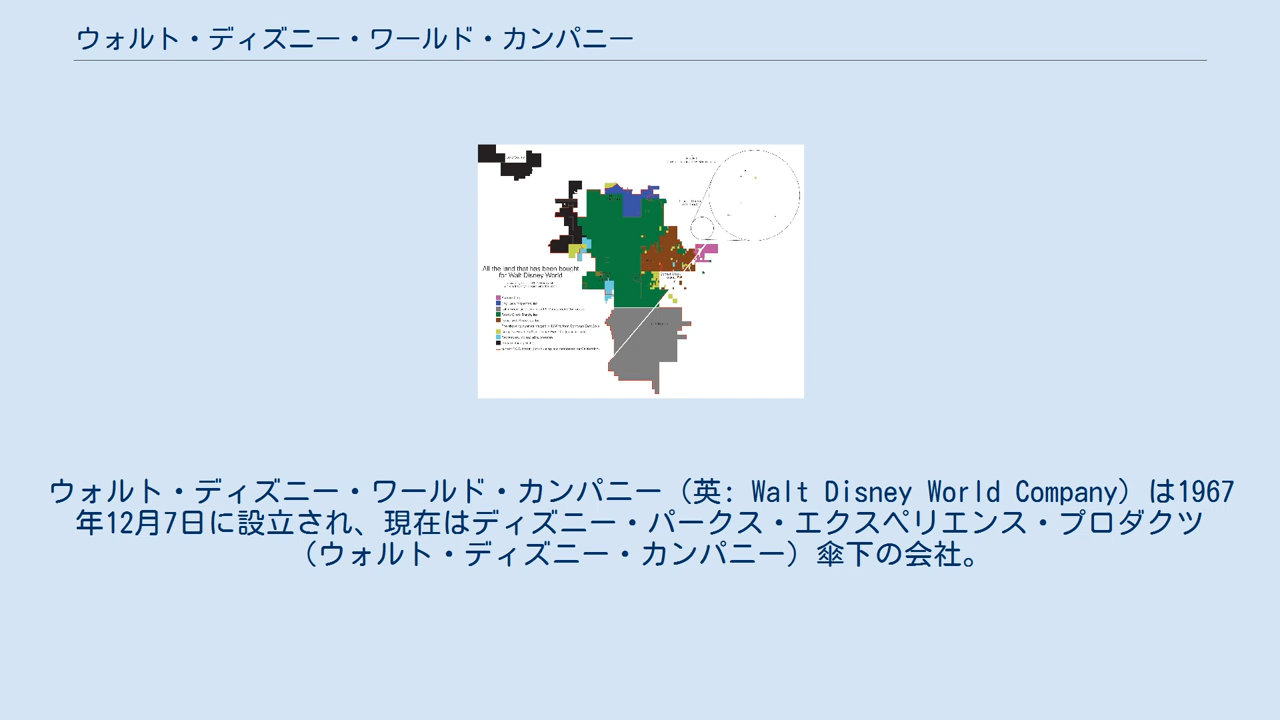 ウォルト・ディズニー・ワールド・カンパニー
All the land that has been bought
for Walt Disney World
ウォルト・ディズニー・ワールド・カンパニー（英: Walt Disney World Company）は1967
年12月7日に設立され、現在はディズニー・パークス・エクスペリエンス・プロダクツ
（ウォルト・ディズニー・カンパニー）傘下の会社。